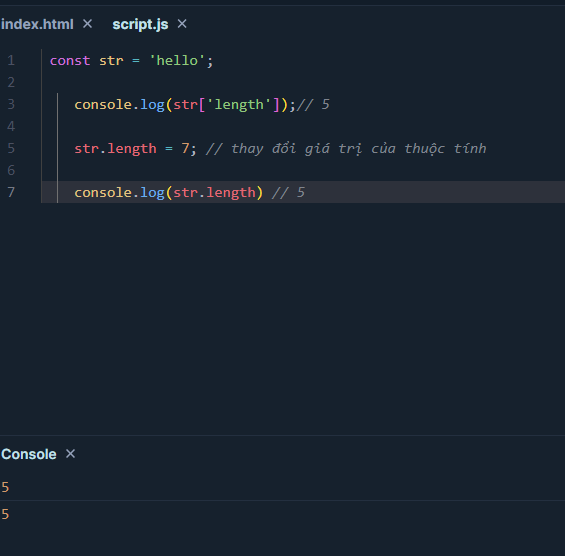 index.html ✕ script.js ✕
1 const str = 'hello';
2
3 console.log(str['length']);// 5
4
5 str.length = 7; // thay đổi giá trị của thuộc tính
6
7 console.log(str.length) // 5
Console ✕
5
5